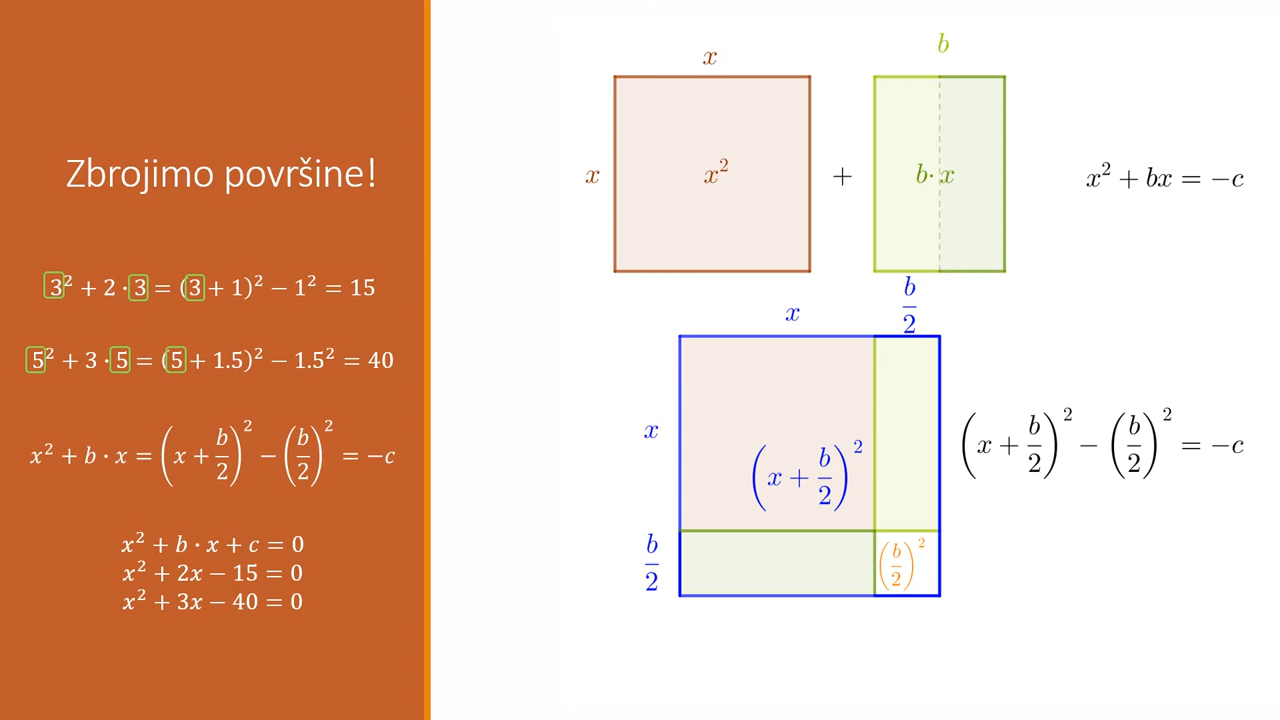 Zbrojimo površine!
3² + 2 · 3 = (3 + 1)² − 1² = 15
5² + 3 · 5 = (5 + 1.5)² − 1.5² = 40
x² + b · x = (x + b/2)² − (b/2)² = −c
x² + b · x + c = 0
x² + 2x − 15 = 0
x² + 3x − 40 = 0
x
b
x
x²
+
b· x
x² + bx = −c
x
b/2
x
(x + b/2)²
(x + b/2)² − (b/2)² = −c
b/2
(b/2)²